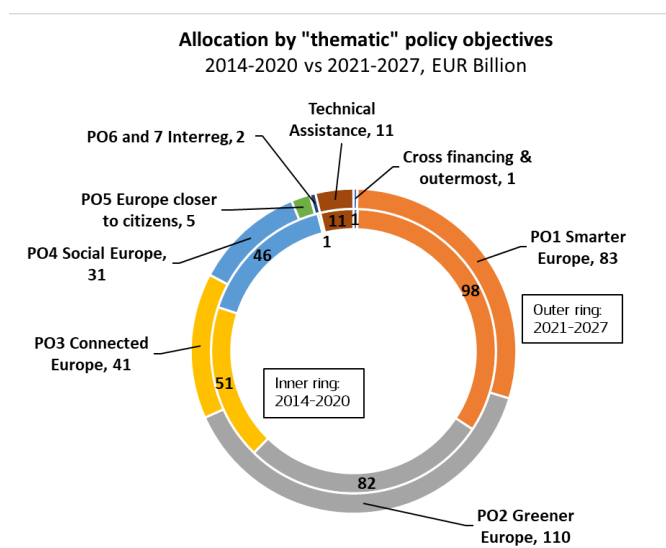 Allocation by "thematic" policy objectives
2014-2020 vs 2021-2027, EUR Billion
Technical
Assistance, 11
PO6 and 7 Interreg, 2
Cross financing &
outermost, 1
PO5 Europe closer
to citizens, 5
11
1
1
PO4 Social Europe,
31
46
PO1 Smarter
Europe, 83
98
Outer ring:
2021-2027
PO3 Connected
Europe, 41
51
Inner ring:
2014-2020
82
PO2 Greener
Europe, 110